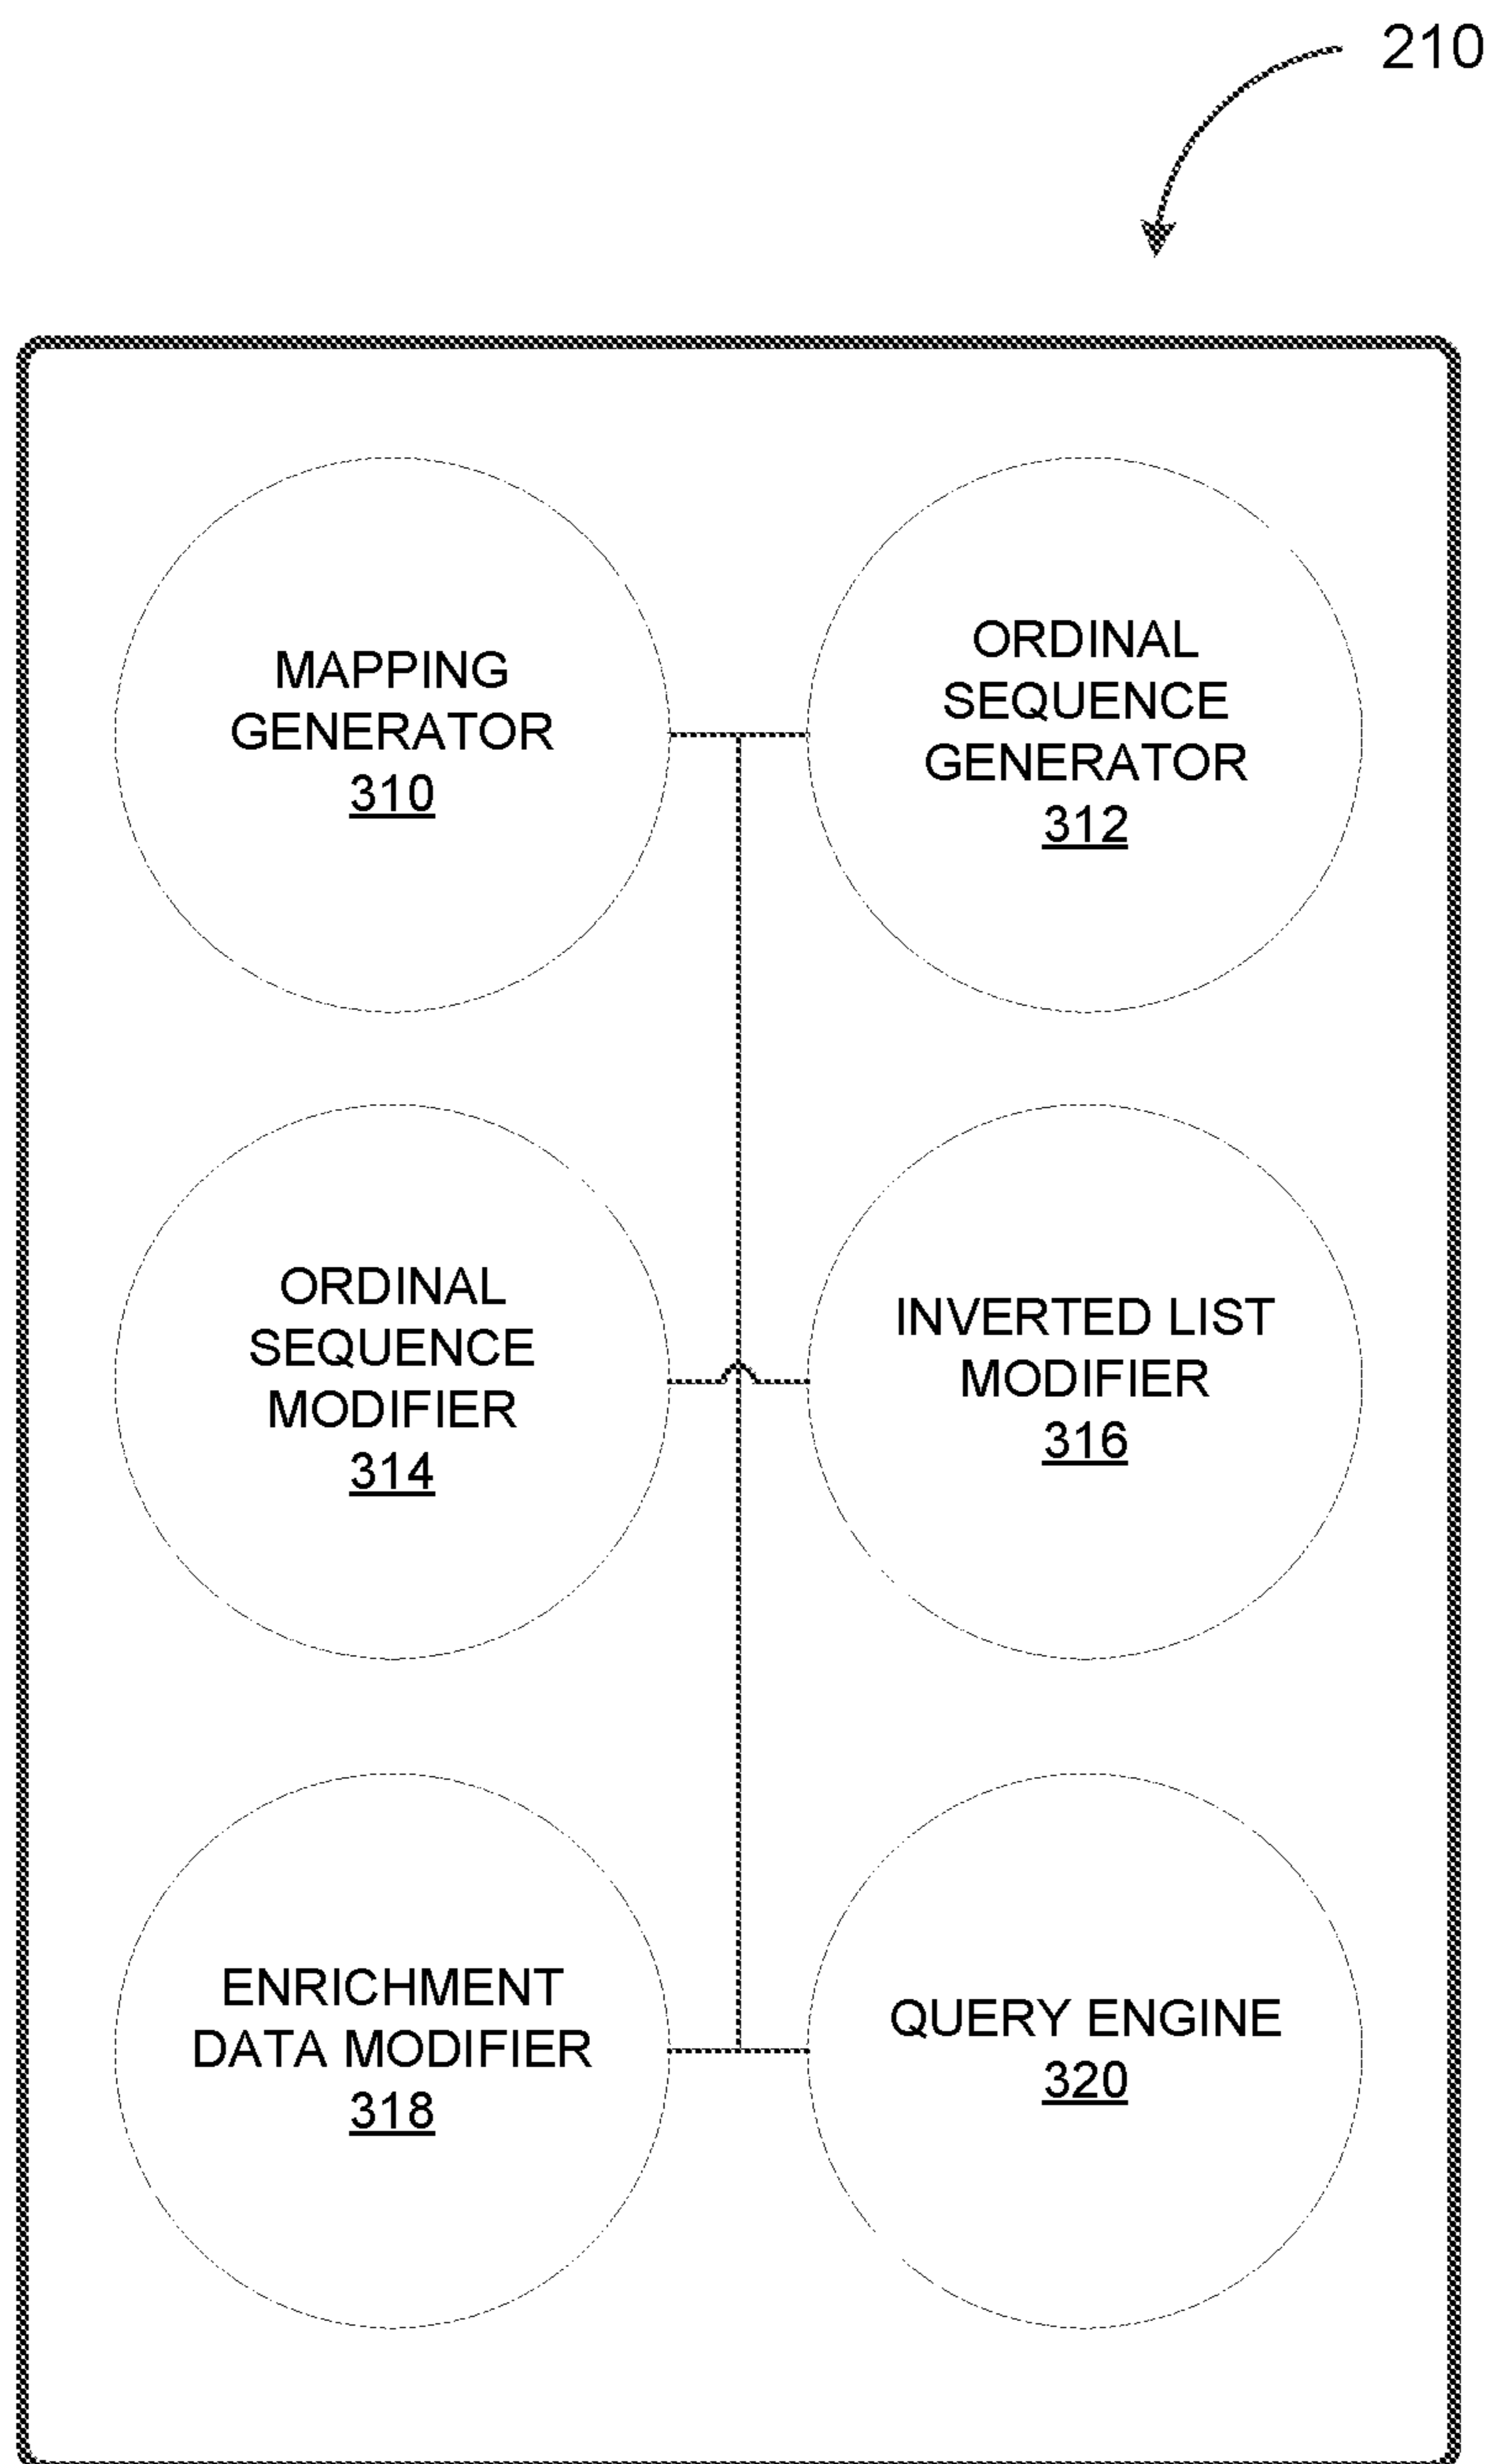 210
MAPPING
GENERATOR
310
ORDINAL
SEQUENCE
GENERATOR
312
ORDINAL
SEQUENCE
MODIFIER
314
INVERTED LIST
MODIFIER
316
ENRICHMENT
DATA MODIFIER
318
QUERY ENGINE
320